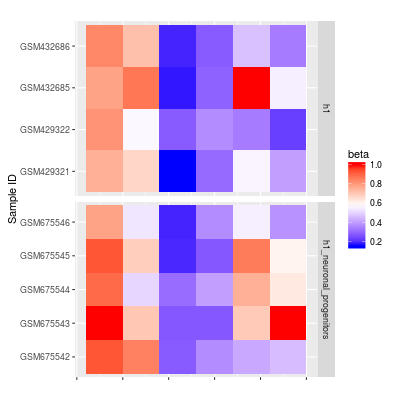 GSM432686
GSM432685
GSM429322
GSM429321
h1
GSM675546
GSM675545
GSM675544
GSM675543
GSM675542
h1_neuronal_progenitors
Sample ID
beta
1.0
0.8
0.6
0.4
0.2